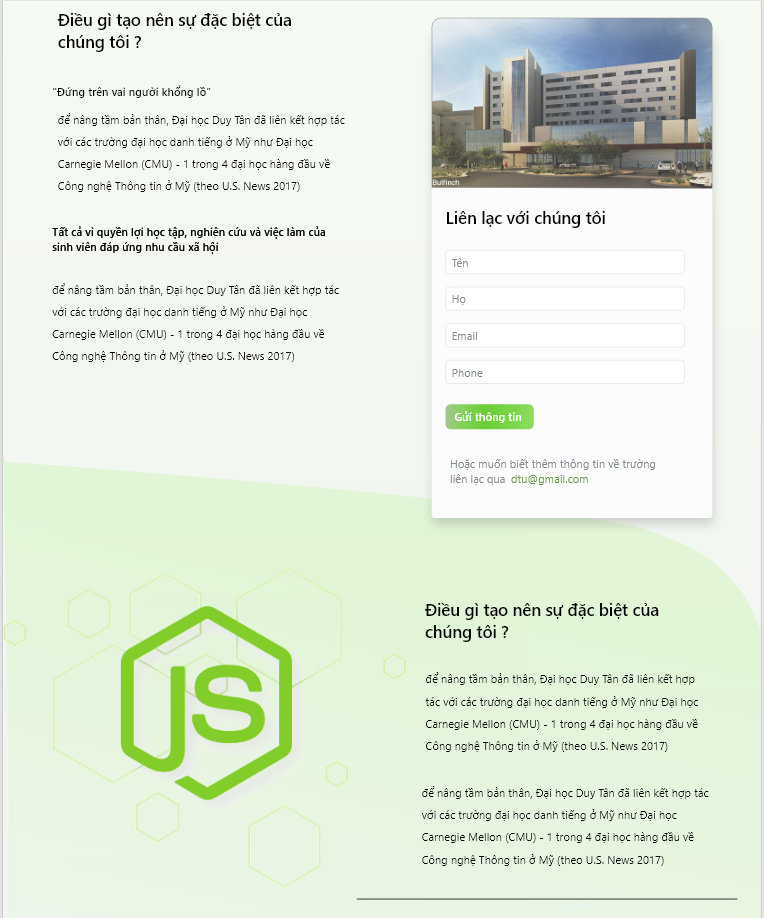 Điều gì tạo nên sự đặc biệt của
chúng tôi ?
"Đứng trên vai người khổng lồ"
để nâng tầm bản thân, Đại học Duy Tân đã liên kết hợp tác
với các trường đại học danh tiếng ở Mỹ như Đại học
Carnegie Mellon (CMU) - 1 trong 4 đại học hàng đầu về
Công nghệ Thông tin ở Mỹ (theo U.S. News 2017)
Tất cả vì quyền lợi học tập, nghiên cứu và việc làm của
sinh viên đáp ứng nhu cầu xã hội
để nâng tầm bản thân, Đại học Duy Tân đã liên kết hợp tác
với các trường đại học danh tiếng ở Mỹ như Đại học
Carnegie Mellon (CMU) - 1 trong 4 đại học hàng đầu về
Công nghệ Thông tin ở Mỹ (theo U.S. News 2017)
Bulfinch
Liên lạc với chúng tôi
Tên
Họ
Email
Phone
Gửi thông tin
Hoặc muốn biết thêm thông tin về trường
liên lạc qua dtu@gmail.com
JS
Điều gì tạo nên sự đặc biệt của
chúng tôi ?
để nâng tầm bản thân, Đại học Duy Tân đã liên kết hợp
tác với các trường đại học danh tiếng ở Mỹ như Đại học
Carnegie Mellon (CMU) - 1 trong 4 đại học hàng đầu về
Công nghệ Thông tin ở Mỹ (theo U.S. News 2017)
để nâng tầm bản thân, Đại học Duy Tân đã liên kết hợp tác
với các trường đại học danh tiếng ở Mỹ như Đại học
Carnegie Mellon (CMU) - 1 trong 4 đại học hàng đầu về
Công nghệ Thông tin ở Mỹ (theo U.S. News 2017)